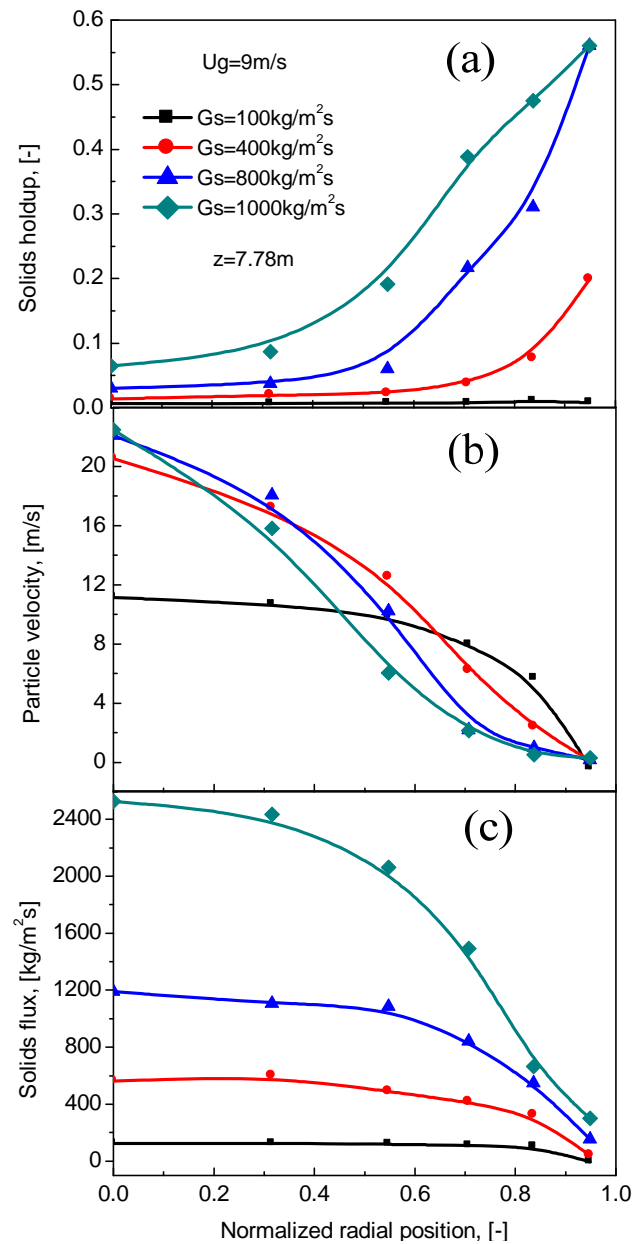 0.6
0.5
0.4
0.3
0.2
0.1
0.0
Solids holdup, [-]
Ug=9m/s
(a)
Gs=100kg/m²s
Gs=400kg/m²s
Gs=800kg/m²s
Gs=1000kg/m²s
z=7.78m
20
16
12
8
4
0
Particle velocity, [m/s]
(b)
2400
2000
1600
1200
800
400
0
Solids flux, [kg/m²s]
(c)
0.0 0.2 0.4 0.6 0.8 1.0
Normalized radial position, [-]